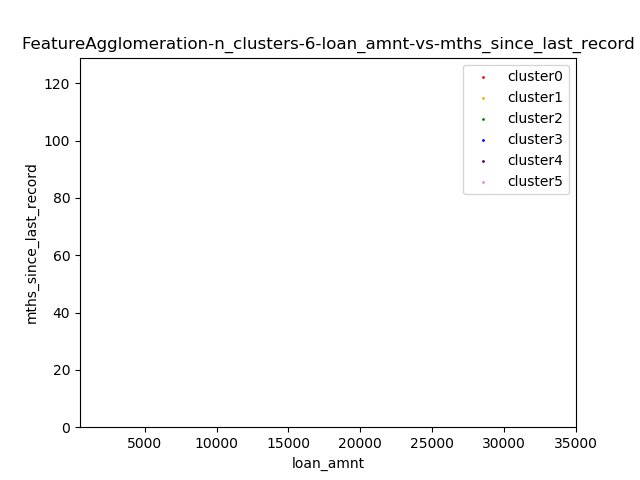 FeatureAgglomeration-n_clusters-6-loan_amnt-vs-mths_since_last_record
cluster0
cluster1
cluster2
cluster3
cluster4
cluster5
mths_since_last_record
120
100
80
60
40
20
0
5000 10000 15000 20000 25000 30000 35000
loan_amnt